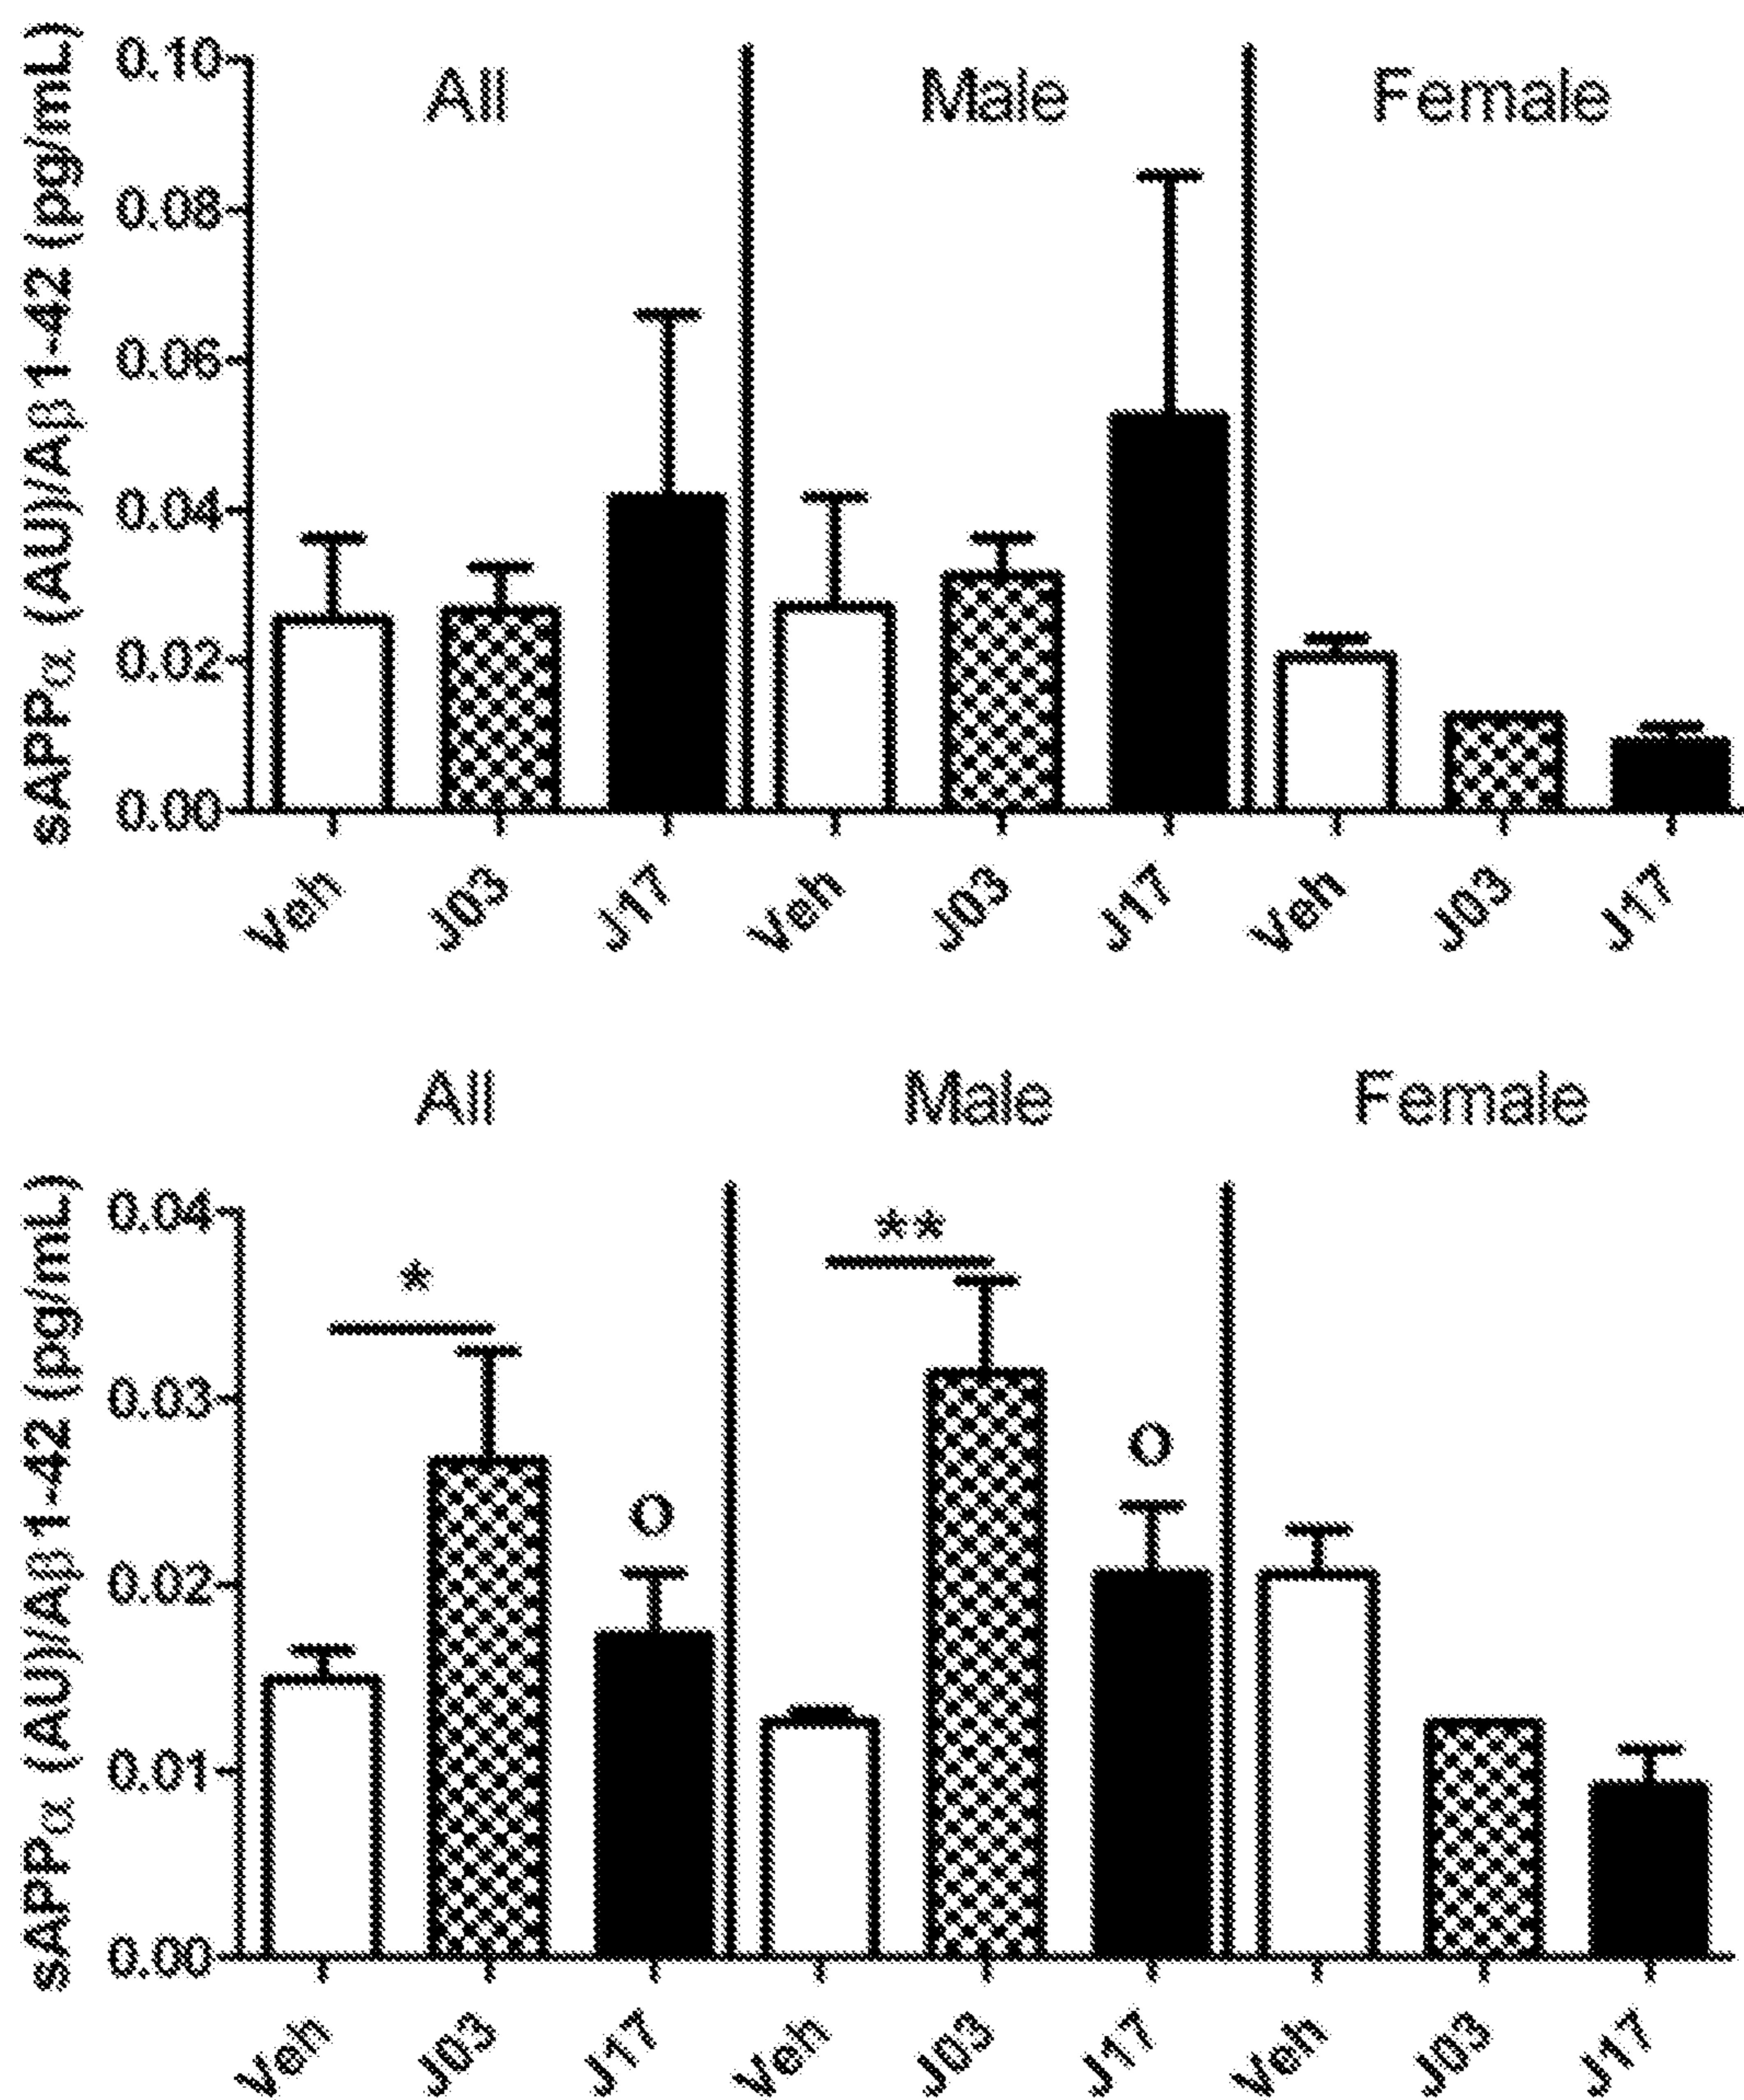 All Male Female
sAPPα (AU)/Aβ 1-42 (pg/mL)
0.10
0.08
0.06
0.04
0.02
0.00
Veh J03 J17 Veh J03 J17 Veh J03 J17
All Male Female
sAPPα (AU)/Aβ 1-42 (pg/mL)
0.04
0.03
0.02
0.01
0.00
* **
O O
Veh J03 J17 Veh J03 J17 Veh J03 J17